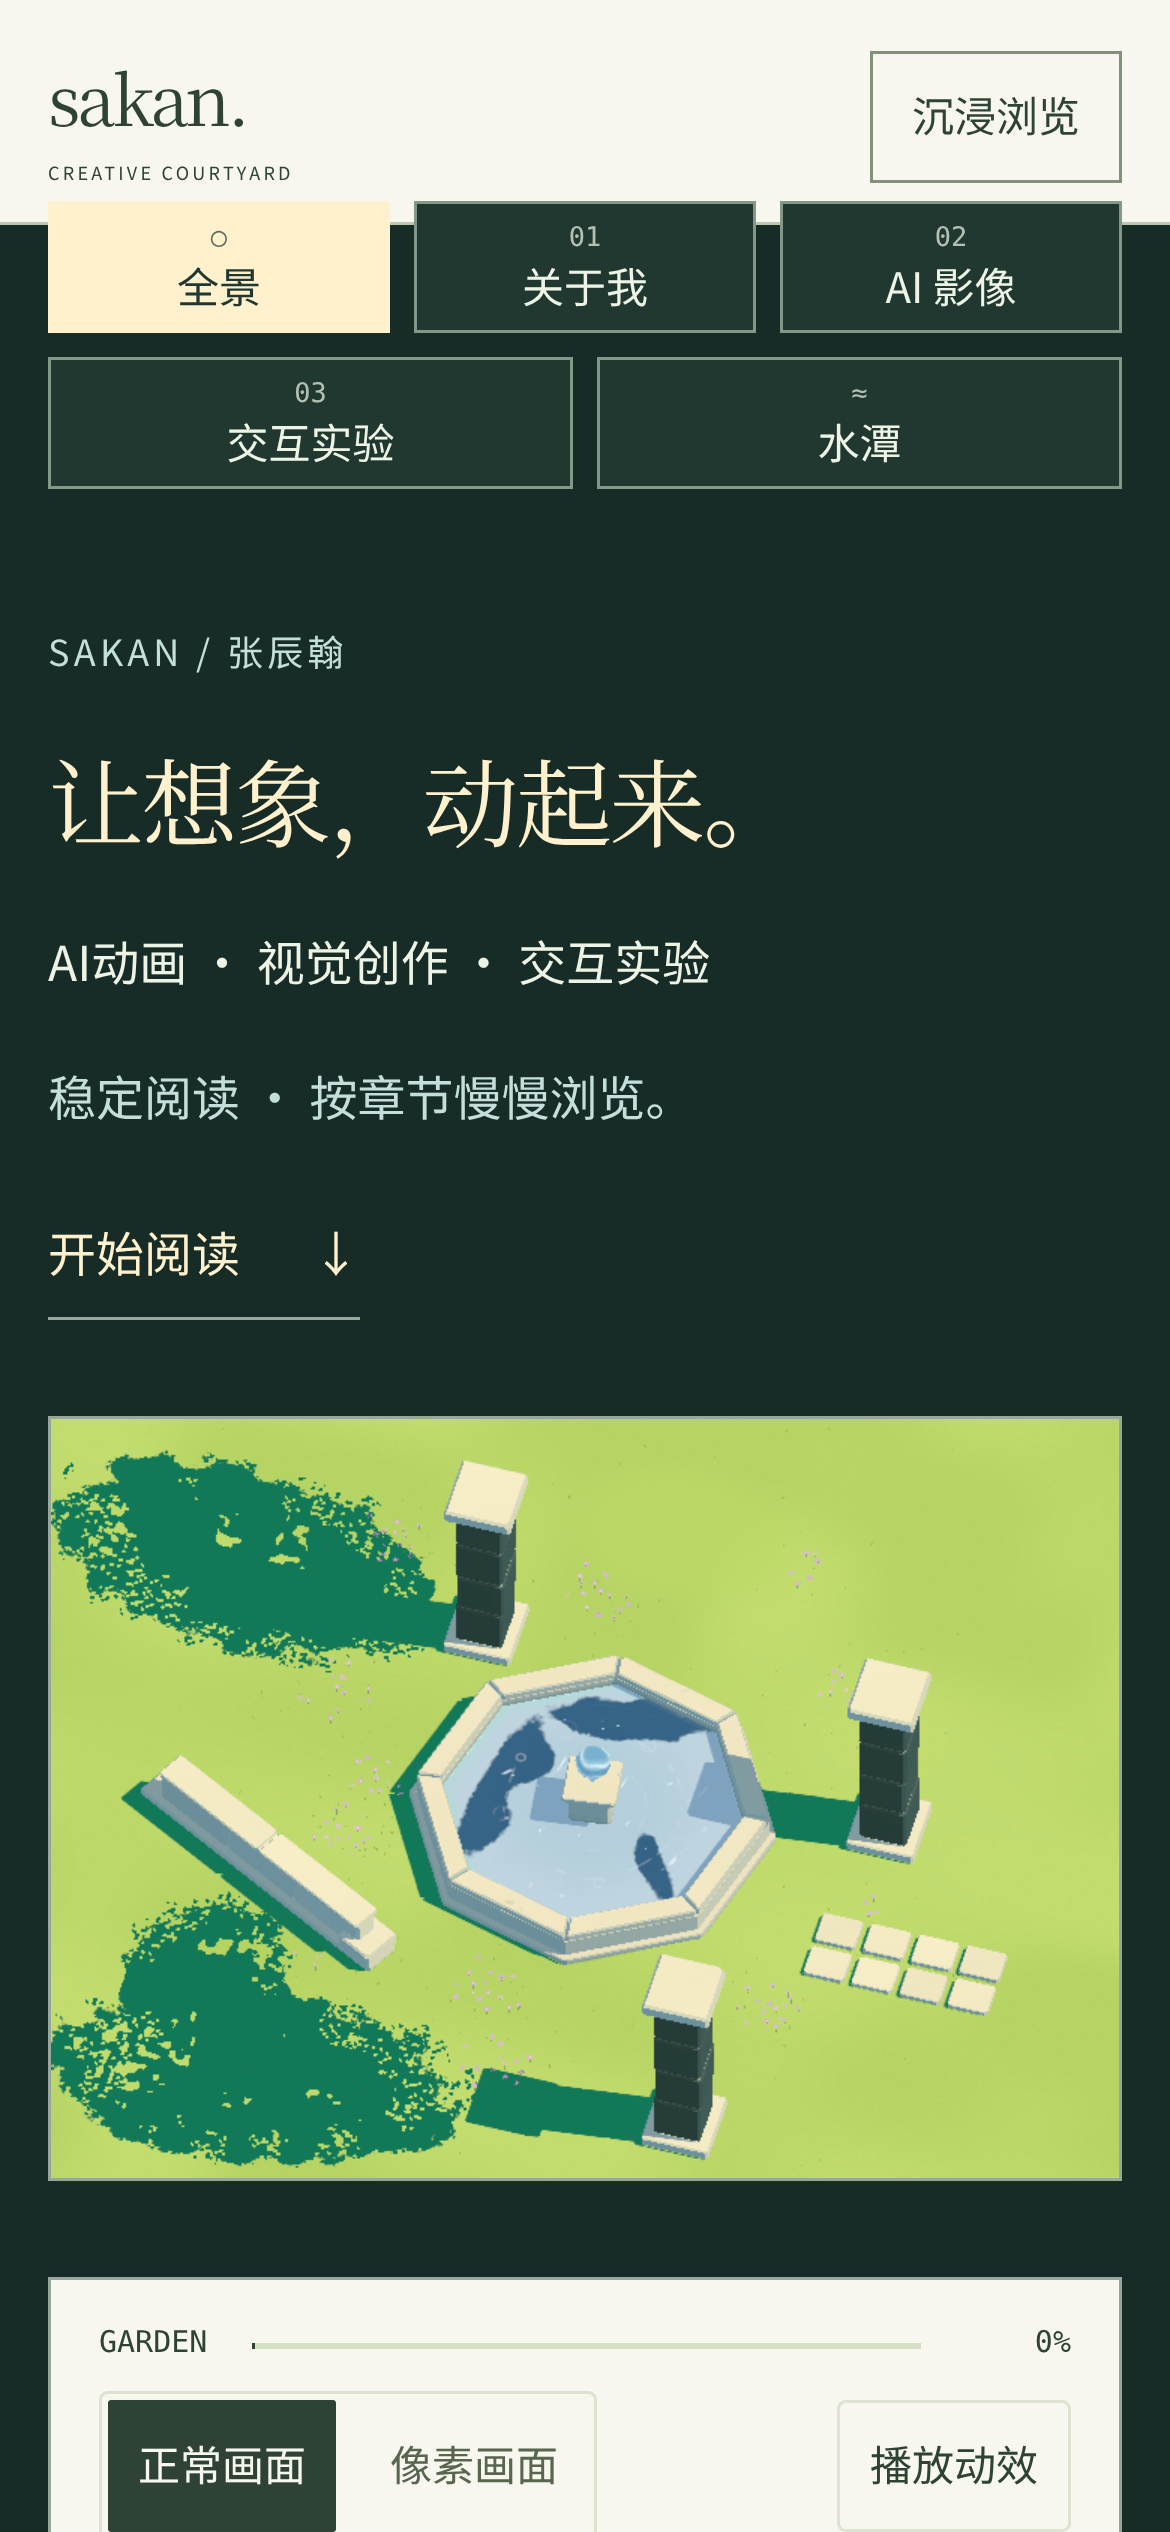 sakan.
CREATIVE COURTYARD
沉浸浏览
○
全景
01
关于我
02
AI 影像
03
交互实验
≈
水潭
SAKAN / 张辰翰
让想象，动起来。
AI动画 · 视觉创作 · 交互实验
稳定阅读 · 按章节慢慢浏览。
开始阅读 ↓
GARDEN 0%
正常画面 像素画面 播放动效